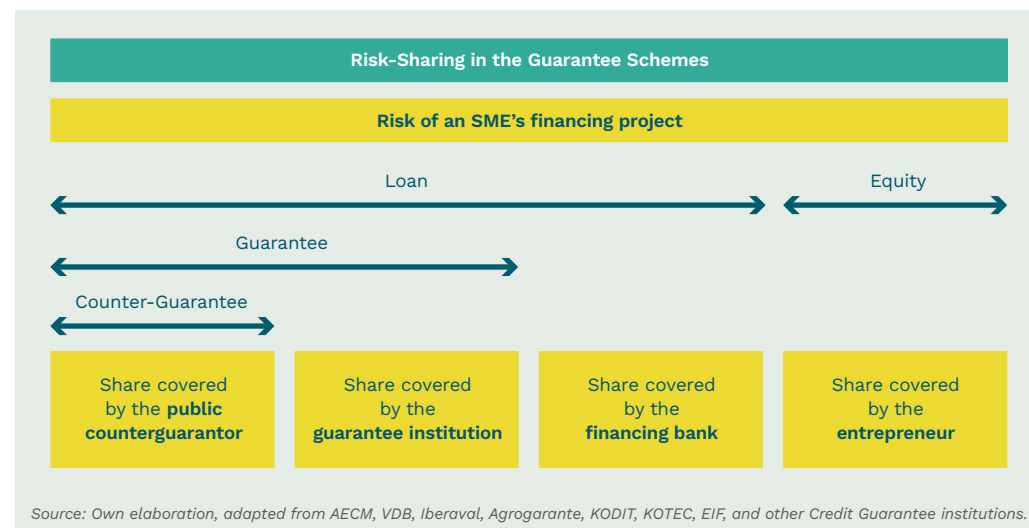 Risk-Sharing in the Guarantee Schemes
Risk of an SME's financing project
Loan
Equity
Guarantee
Counter-Guarantee
Share covered
by the public
counterguarantor
Share covered
by the
guarantee institution
Share covered
by the
financing bank
Share covered
by the
entrepreneur
Source: Own elaboration, adapted from AECM, VDB, Iberaval, Agrogarante, KODIT, KOTEC, EIF, and other Credit Guarantee institutions.